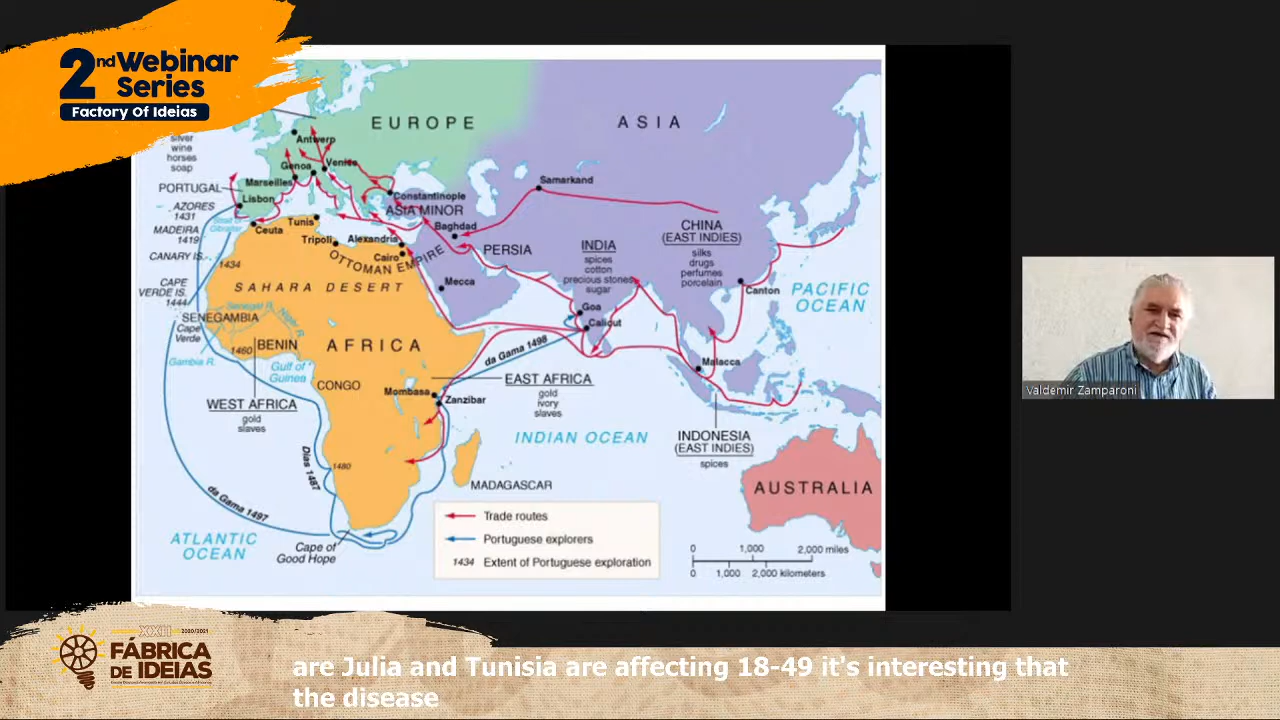 2nd Webinar
Series
Factory Of Ideias
EUROPE
ASIA
silver
wine
horses
soap
Antwerp
Genoa
Venice
Marseilles
PORTUGAL
Lisbon
AZORES
1431
MADEIRA
1419
CANARY IS.
CAPE
VERDE IS.
1444
Ceuta
Tunis
Tripoli
Alexandria
Cairo
Constantinople
ASIA MINOR
Baghdad
Samarkand
OTTOMAN EMPIRE
PERSIA
Mecca
INDIA
spices
cotton
precious stones
sugar
CHINA
(EAST INDIES)
silks
drugs
perfumes
porcelain
Canton
PACIFIC
OCEAN
1434
SAHARA DESERT
SENEGAMBIA
Senegal R.
Niger R.
Cape
Verde
Gambia R.
1460
BENIN
Gulf of
Guinea
AFRICA
CONGO
Goa
Calicut
da Gama 1498
Malacca
Mombasa
Zanzibar
EAST AFRICA
gold
ivory
slaves
WEST AFRICA
gold
slaves
INDIAN OCEAN
INDONESIA
(EAST INDIES)
spices
Dias 1487
1480
MADAGASCAR
AUSTRALIA
da Gama 1497
ATLANTIC
OCEAN
Cape of
Good Hope
Trade routes
Portuguese explorers
1434 Extent of Portuguese exploration
0 1,000 2,000 miles
0 1,000 2,000 kilometers
Valdemir Zamparoni
XXII 2020/2021
FÁBRICA
DE IDEIAS
are Julia and Tunisia are affecting 18-49 it's interesting that
the disease